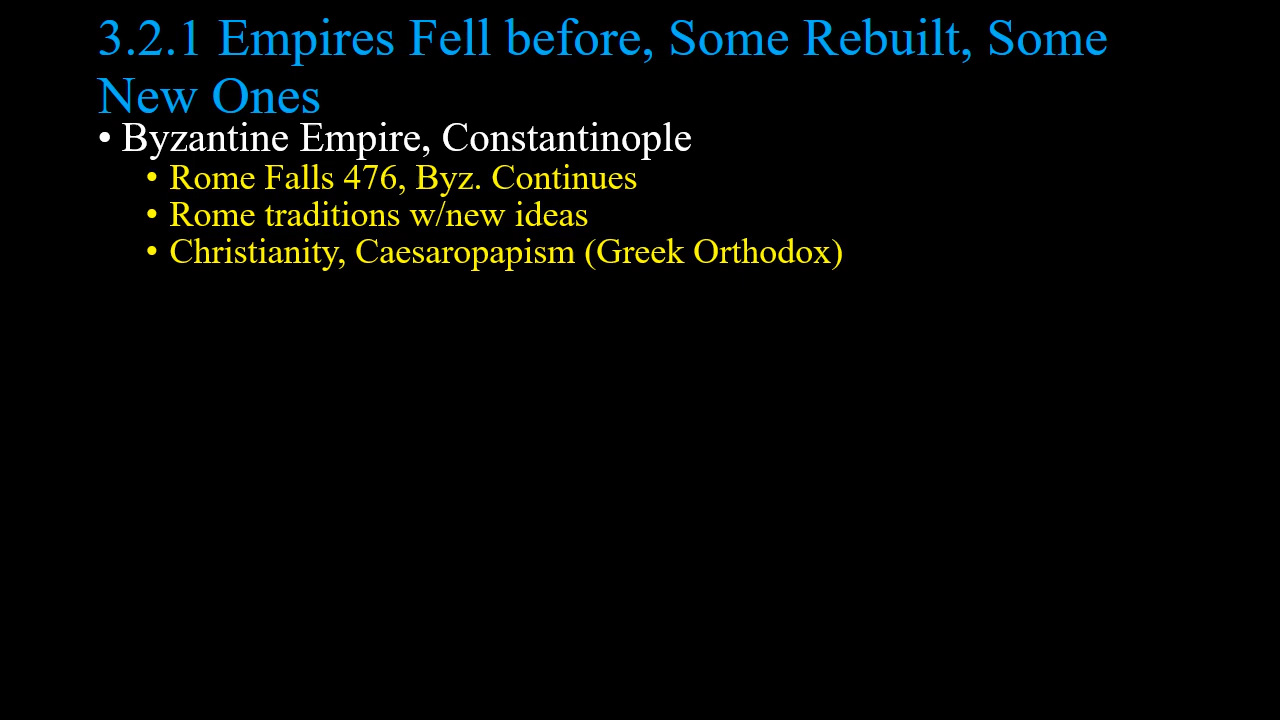 3.2.1 Empires Fell before, Some Rebuilt, Some
New Ones
• Byzantine Empire, Constantinople
• Rome Falls 476, Byz. Continues
• Rome traditions w/new ideas
• Christianity, Caesaropapism (Greek Orthodox)